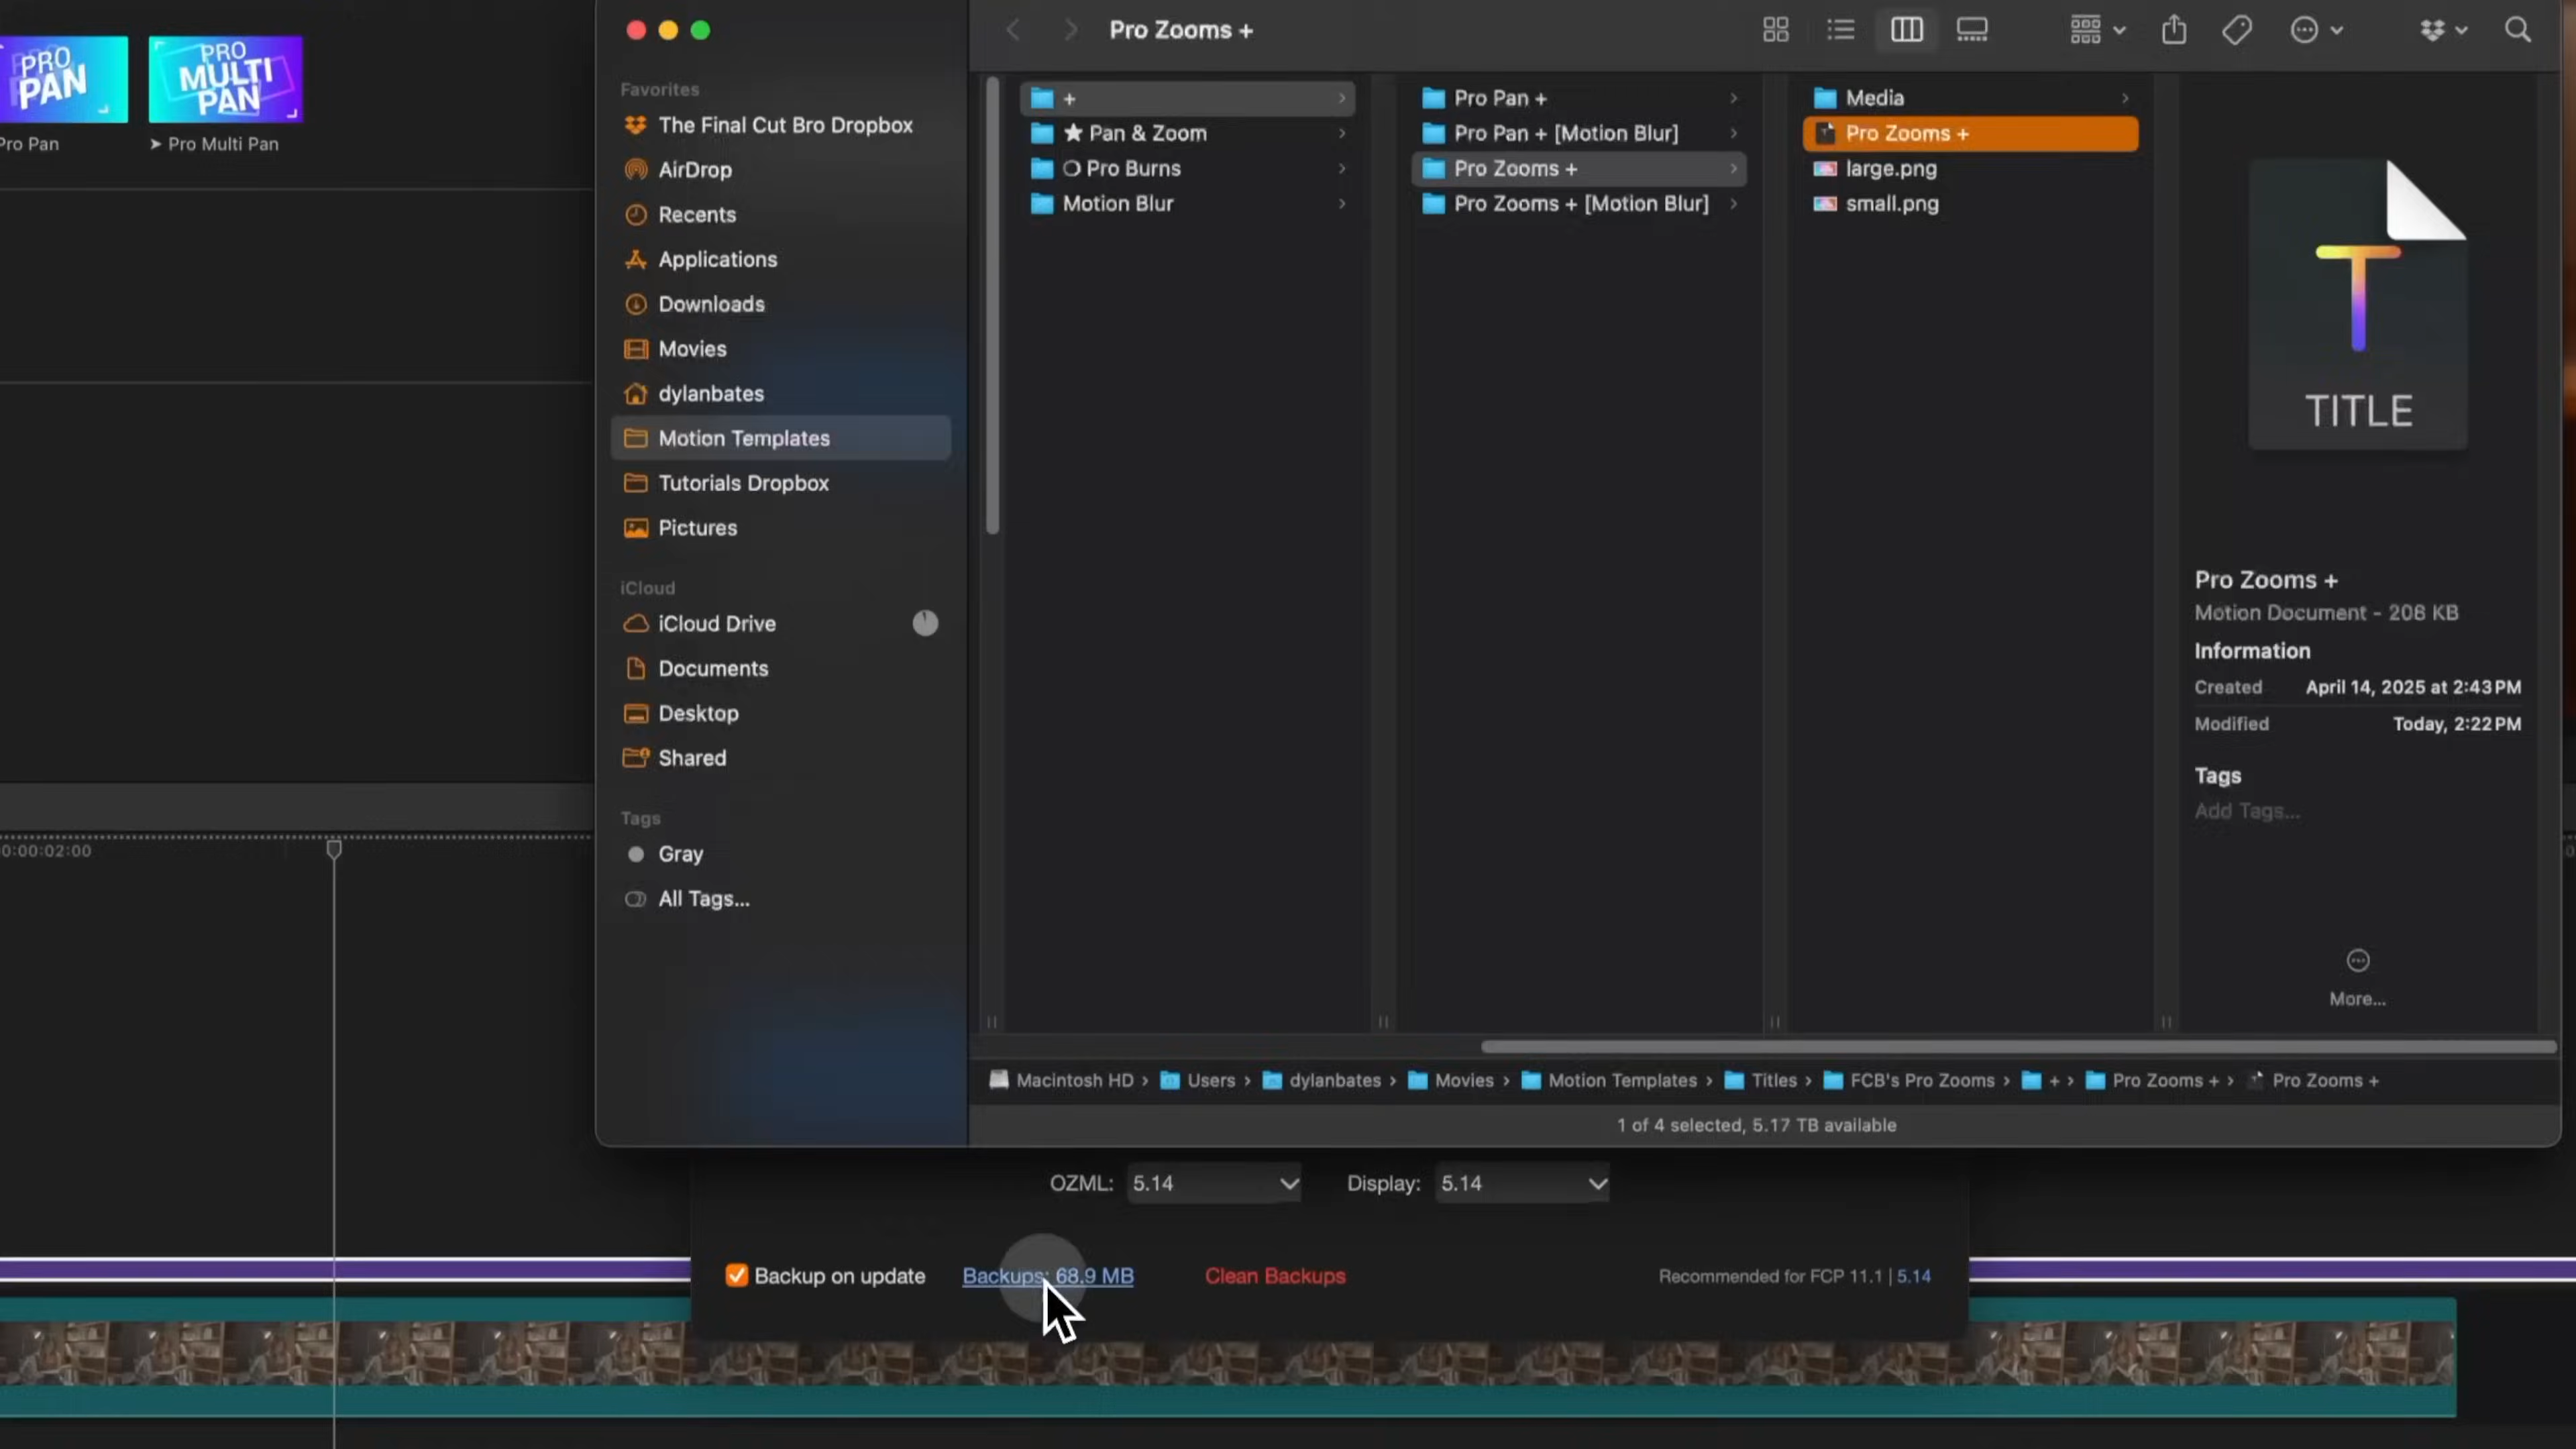 PRO
PAN
Pro Pan
PRO
MULTI
PAN
➤ Pro Multi Pan
0:00:02:00
Favorites
The Final Cut Bro Dropbox
AirDrop
Recents
Applications
Downloads
Movies
dylanbates
Motion Templates
Tutorials Dropbox
Pictures
iCloud
iCloud Drive
Documents
Desktop
Shared
Tags
Gray
All Tags...
Pro Zooms +
+
★ Pan & Zoom
Pro Burns
Motion Blur
Pro Pan +
Pro Pan + [Motion Blur]
Pro Zooms +
Pro Zooms + [Motion Blur]
Media
Pro Zooms +
large.png
small.png
T
TITLE
Pro Zooms +
Motion Document - 206 KB
Information
Created April 14, 2025 at 2:43 PM
Modified Today, 2:22 PM
Tags
Add Tags...
More...
Macintosh HD › Users › dylanbates › Movies › Motion Templates › Titles › FCB's Pro Zooms › + › Pro Zooms + › Pro Zooms +
1 of 4 selected, 5.17 TB available
OZML: 5.14 Display: 5.14
Backup on update Backups: 68.9 MB Clean Backups Recommended for FCP 11.1 | 5.14